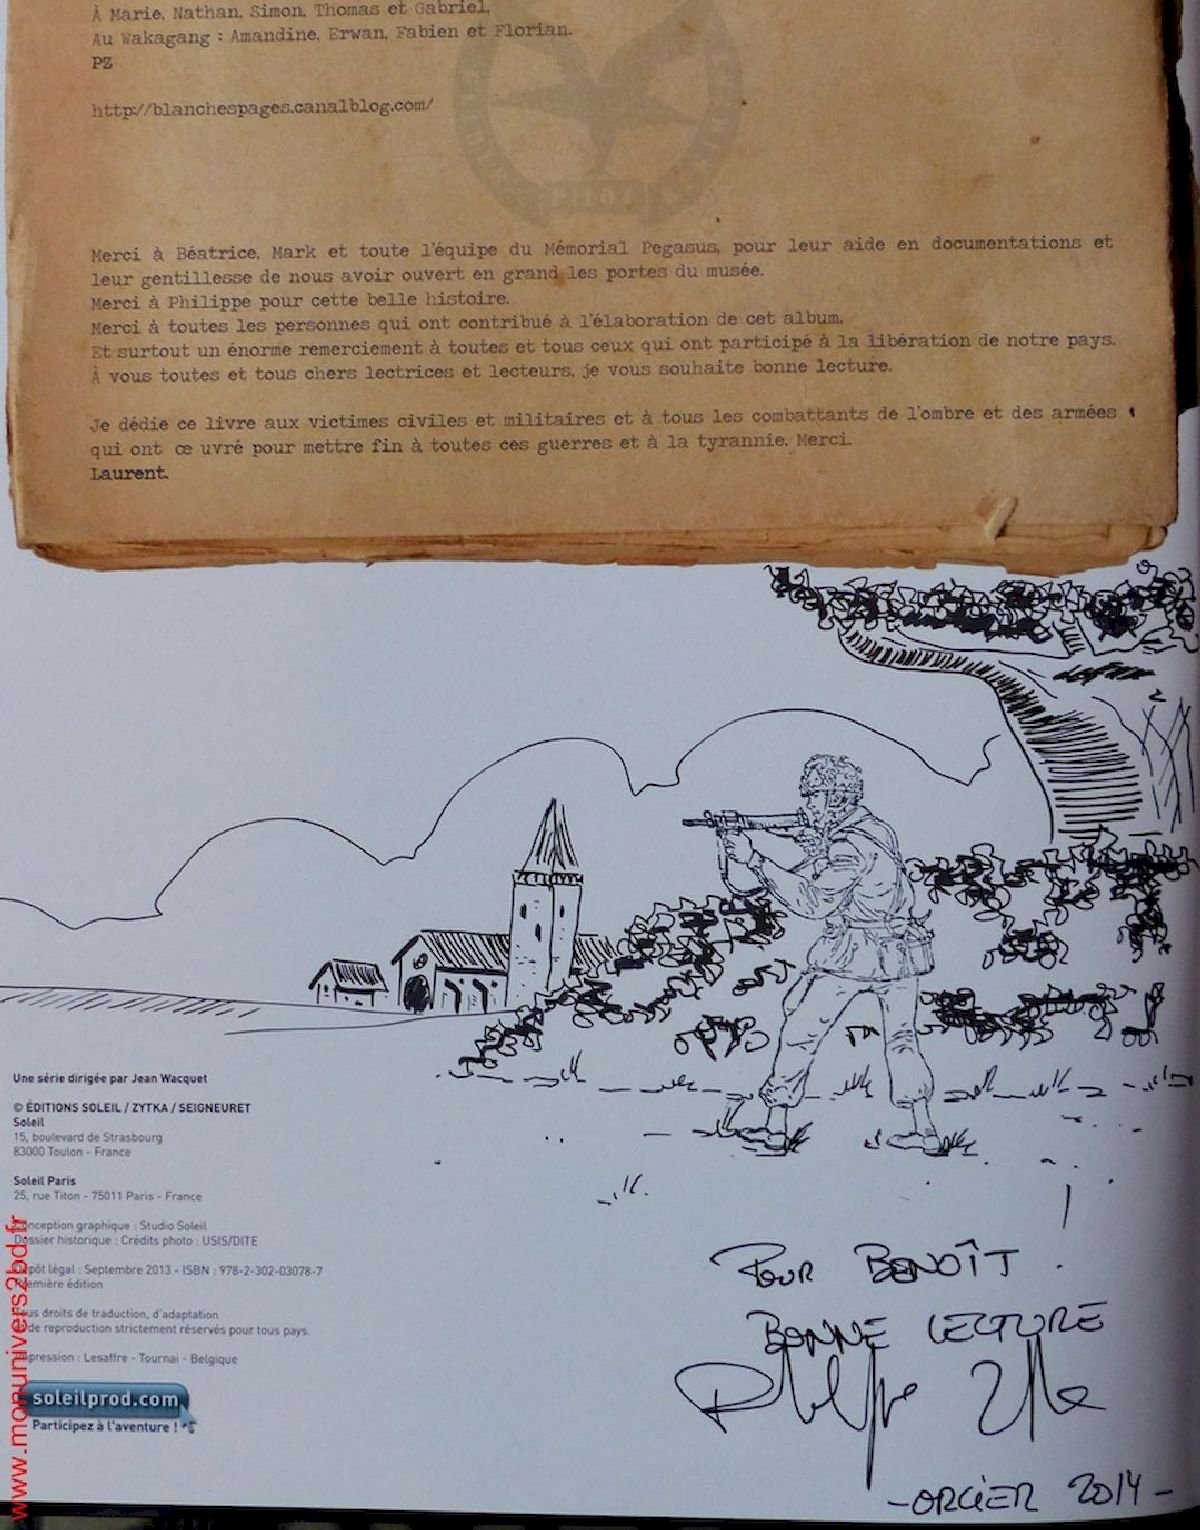 À Marie, Nathan, Simon, Thomas et Gabriel,
Au Wakagang : Amandine, Erwan, Fabien et Florian.
PZ
http://blanchespages.canalblog.com/
PILOT
Merci à Béatrice, Mark et toute l'équipe du Mémorial Pegasus, pour leur aide en documentations et
leur gentillesse de nous avoir ouvert en grand les portes du musée.
Merci à Philippe pour cette belle histoire.
Merci à toutes les personnes qui ont contribué à l'élaboration de cet album.
Et surtout un énorme remerciement à toutes et tous ceux qui ont participé à la libération de notre pays.
À vous toutes et tous chers lectrices et lecteurs, je vous souhaite bonne lecture.
Je dédie ce livre aux victimes civiles et militaires et à tous les combattants de l'ombre et des armées
qui ont œ uvré pour mettre fin à toutes ces guerres et à la tyrannie. Merci.
Laurent.
Une série dirigée par Jean Wacquet
© ÉDITIONS SOLEIL / ZYTKA / SEIGNEURET
Soleil
15, boulevard de Strasbourg
83000 Toulon - France
Soleil Paris
25, rue Titon - 75011 Paris - France
Conception graphique : Studio Soleil
Dossier historique : Crédits photo : USIS/DITE
Dépôt légal : Septembre 2013 - ISBN : 978-2-302-03078-7
Première édition
Tous droits de traduction, d'adaptation
et de reproduction strictement réservés pour tous pays.
Impression : Lesaffre - Tournai - Belgique
soleilprod.com
Participez à l'aventure !
POUR BENOÎT !
BONNE LECTURE
- ORCIER 2014 -
www.monunivers2bd.fr